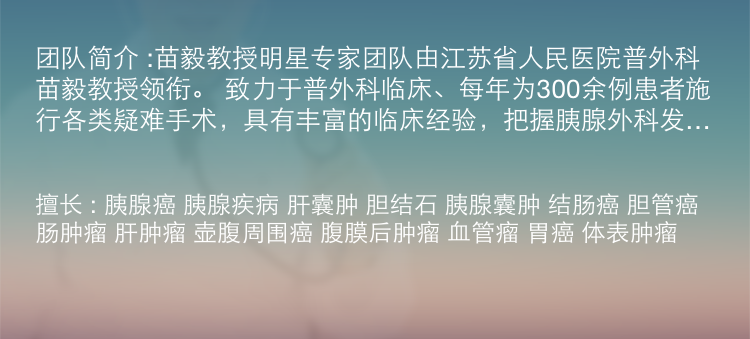 团队简介 :苗毅教授明星专家团队由江苏省人民医院普外科
苗毅教授领衔。 致力于普外科临床、每年为300余例患者施
行各类疑难手术，具有丰富的临床经验，把握胰腺外科发...
擅长 : 胰腺癌 胰腺疾病 肝囊肿 胆结石 胰腺囊肿 结肠癌 胆管癌
肠肿瘤 肝肿瘤 壶腹周围癌 腹膜后肿瘤 血管瘤 胃癌 体表肿瘤